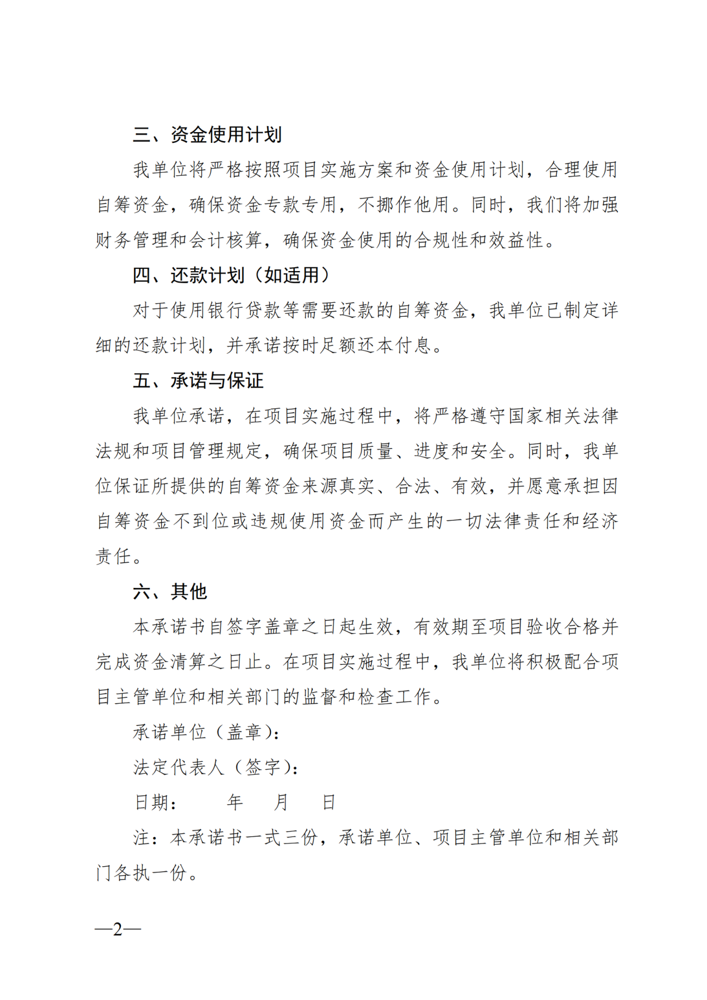 三、资金使用计划
我单位将严格按照项目实施方案和资金使用计划，合理使用
自筹资金，确保资金专款专用，不挪作他用。同时，我们将加强
财务管理和会计核算，确保资金使用的合规性和效益性。
四、还款计划（如适用）
对于使用银行贷款等需要还款的自筹资金，我单位已制定详
细的还款计划，并承诺按时足额还本付息。
五、承诺与保证
我单位承诺，在项目实施过程中，将严格遵守国家相关法律
法规和项目管理规定，确保项目质量、进度和安全。同时，我单
位保证所提供的自筹资金来源真实、合法、有效，并愿意承担因
自筹资金不到位或违规使用资金而产生的一切法律责任和经济
责任。
六、其他
本承诺书自签字盖章之日起生效，有效期至项目验收合格并
完成资金清算之日止。在项目实施过程中，我单位将积极配合项
目主管单位和相关部门的监督和检查工作。
承诺单位（盖章）：
法定代表人（签字）：
日期：　　年　月　日
注：本承诺书一式三份，承诺单位、项目主管单位和相关部
门各执一份。
—2—